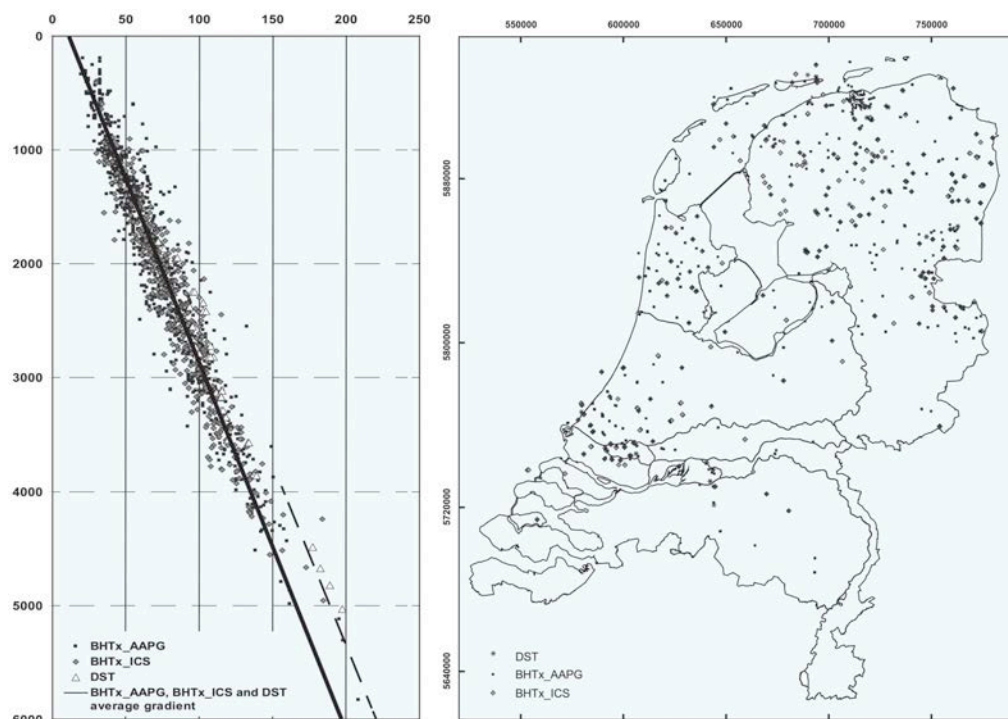 0 50 100 150 200 250
0
1000
2000
3000
4000
5000
6000
BHTx_AAPG
BHTx_ICS
DST
BHTx_AAPG, BHTx_ICS and DST
average gradient
550000 600000 650000 700000 750000
5880000
5800000
5720000
5640000
DST
BHTx_AAPG
BHTx_ICS